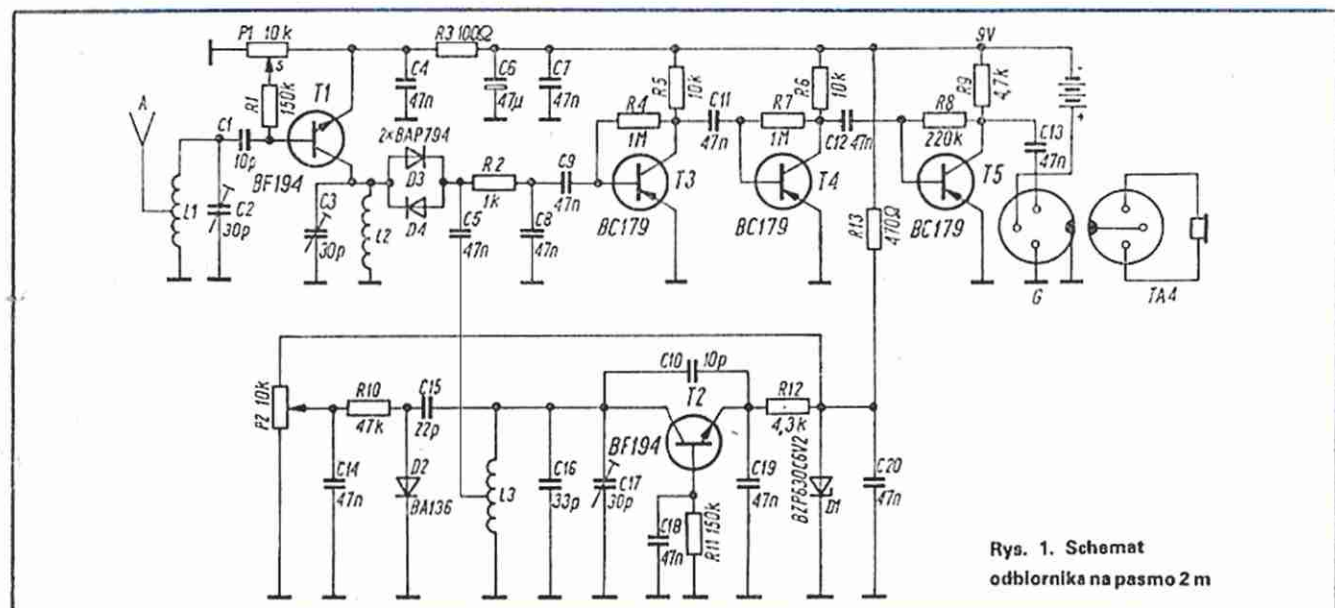 P1 10k
R3 100Ω
9V
A
S
R1
150k
T1
C4
47n
C6
47µ
C7
47n
R5
10k
R6
10k
R9
4,7k
-
+
C1
10p
BF194
2×BAP794
D3
D4
R2
1k
C9
47n
R4
1M
C11
47n
R7
1M
C12
47n
R8
220k
C13
47n
T3
BC179
T4
BC179
T5
BC179
L1
C2
30p
C3
30p
L2
C5
47n
C8
47n
R13
470Ω
G
TA4
P2 10k
R10
47k
C15
22p
C10
10p
T2
BF194
R12
4,3k
C14
47n
D2
BA136
L3
C16
33p
C17
30p
C18
47n
R11 150k
C19
47n
BZP630C6V2
D1
C20
47n
Rys. 1. Schemat
odbiornika na pasmo 2 m